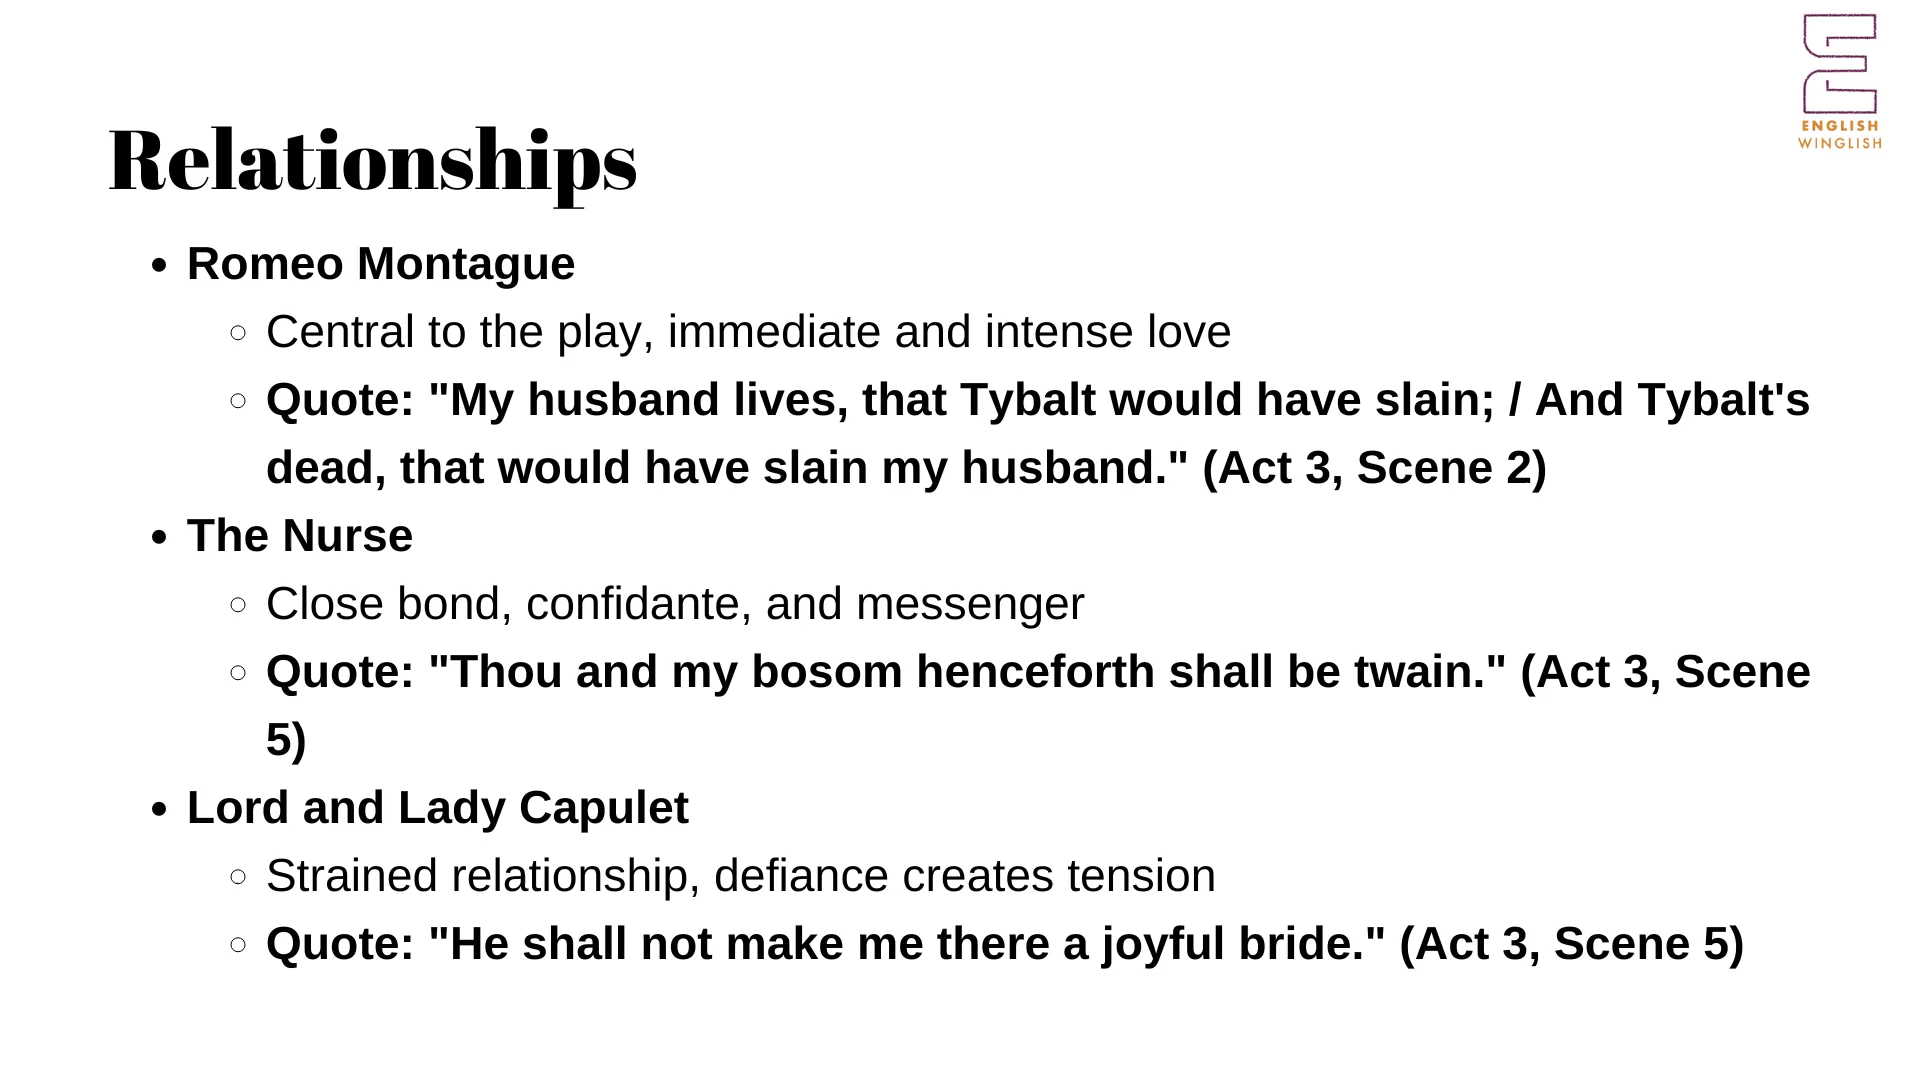 ENGLISH
WINGLISH
Relationships
Romeo Montague
Central to the play, immediate and intense love
Quote: "My husband lives, that Tybalt would have slain; / And Tybalt's
dead, that would have slain my husband." (Act 3, Scene 2)
The Nurse
Close bond, confidante, and messenger
Quote: "Thou and my bosom henceforth shall be twain." (Act 3, Scene
5)
Lord and Lady Capulet
Strained relationship, defiance creates tension
Quote: "He shall not make me there a joyful bride." (Act 3, Scene 5)